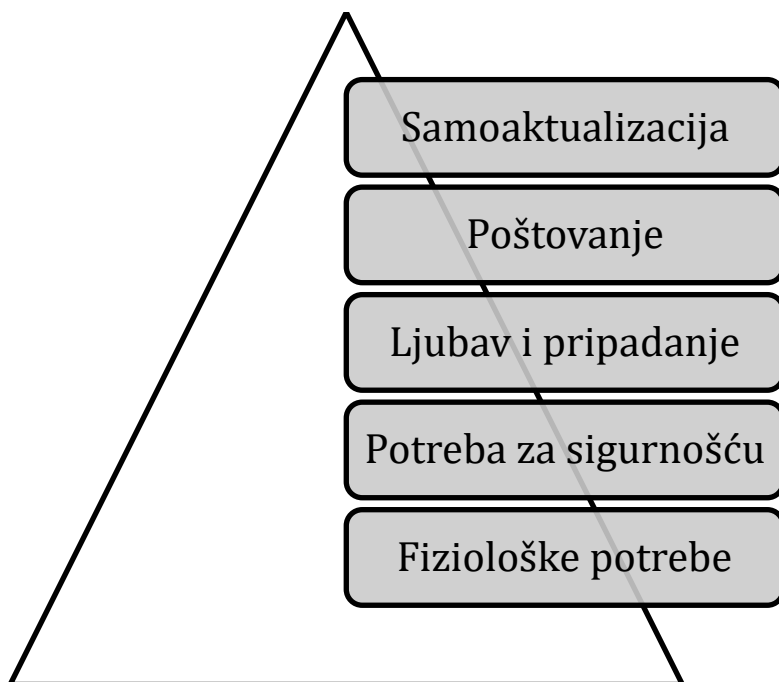 Samoaktualizacija
Poštovanje
Ljubav i pripadanje
Potreba za sigurnošću
Fiziološke potrebe